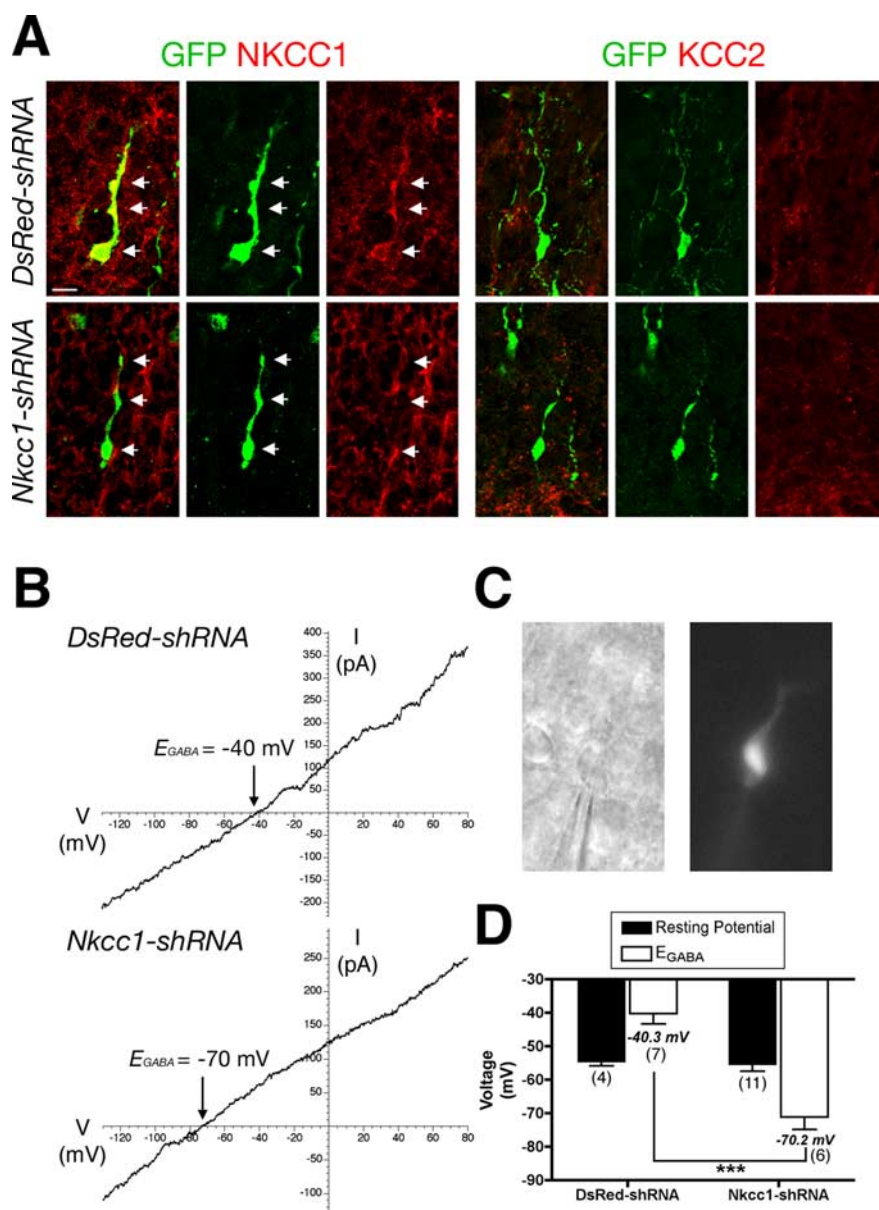 A
GFP NKCC1
GFP KCC2
DsRed-shRNA
Nkcc1-shRNA
B
DsRed-shRNA
I
(pA)
400
350
300
250
200
150
100
50
EGABA = -40 mV
V
(mV)
-120 -100 -80 -60 -40 -20 20 40 60 80
-50
-100
-150
-200
Nkcc1-shRNA
I
(pA)
250
200
150
100
50
EGABA = -70 mV
V
(mV)
-120 -100 -80 -60 -40 -20 20 40 60 80
-50
-100
C
D
Resting Potential
EGABA
Voltage
(mV)
-30
-40
-50
-60
-70
-80
-90
-40.3 mV
(4)
(7)
(11)
-70.2 mV
(6)
***
DsRed-shRNA
Nkcc1-shRNA